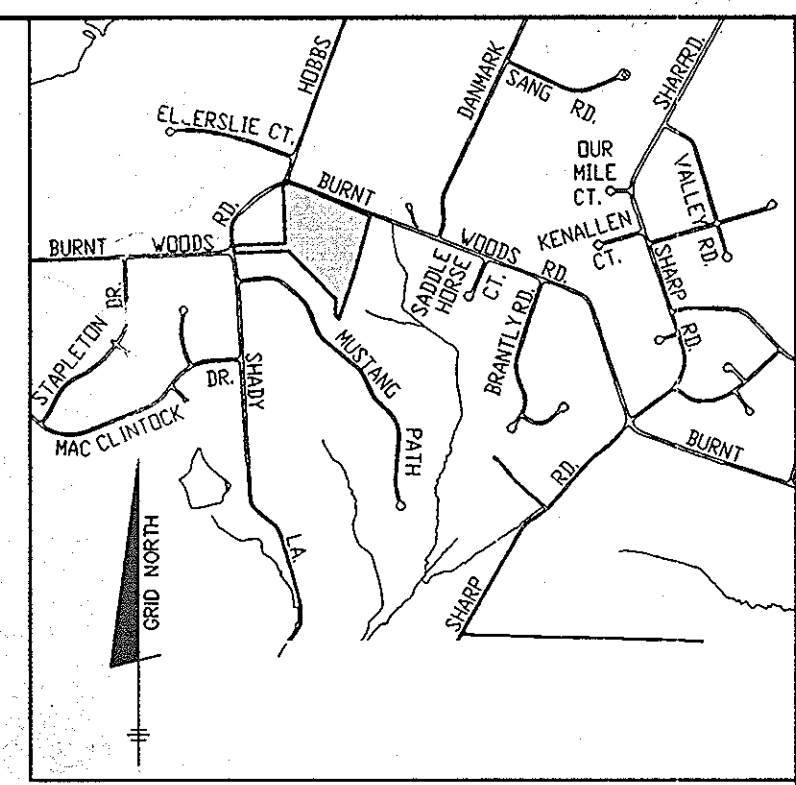 HOBBS
DANMARK
SANG RD.
SHARP RD.
ELLERSLIE CT.
OUR
MILE
CT.
VALLEY RD.
BURNT WOODS RD.
KENALLEN
CT.
BURNT WOODS RD.
SADDLE
HORSE CT.
BRANTLY RD.
SHARP RD.
STAPLETON DR.
MUSTANG PATH
SHADY LA.
MAC CLINTOCK DR.
BURNT
SHARP RD.
GRID NORTH